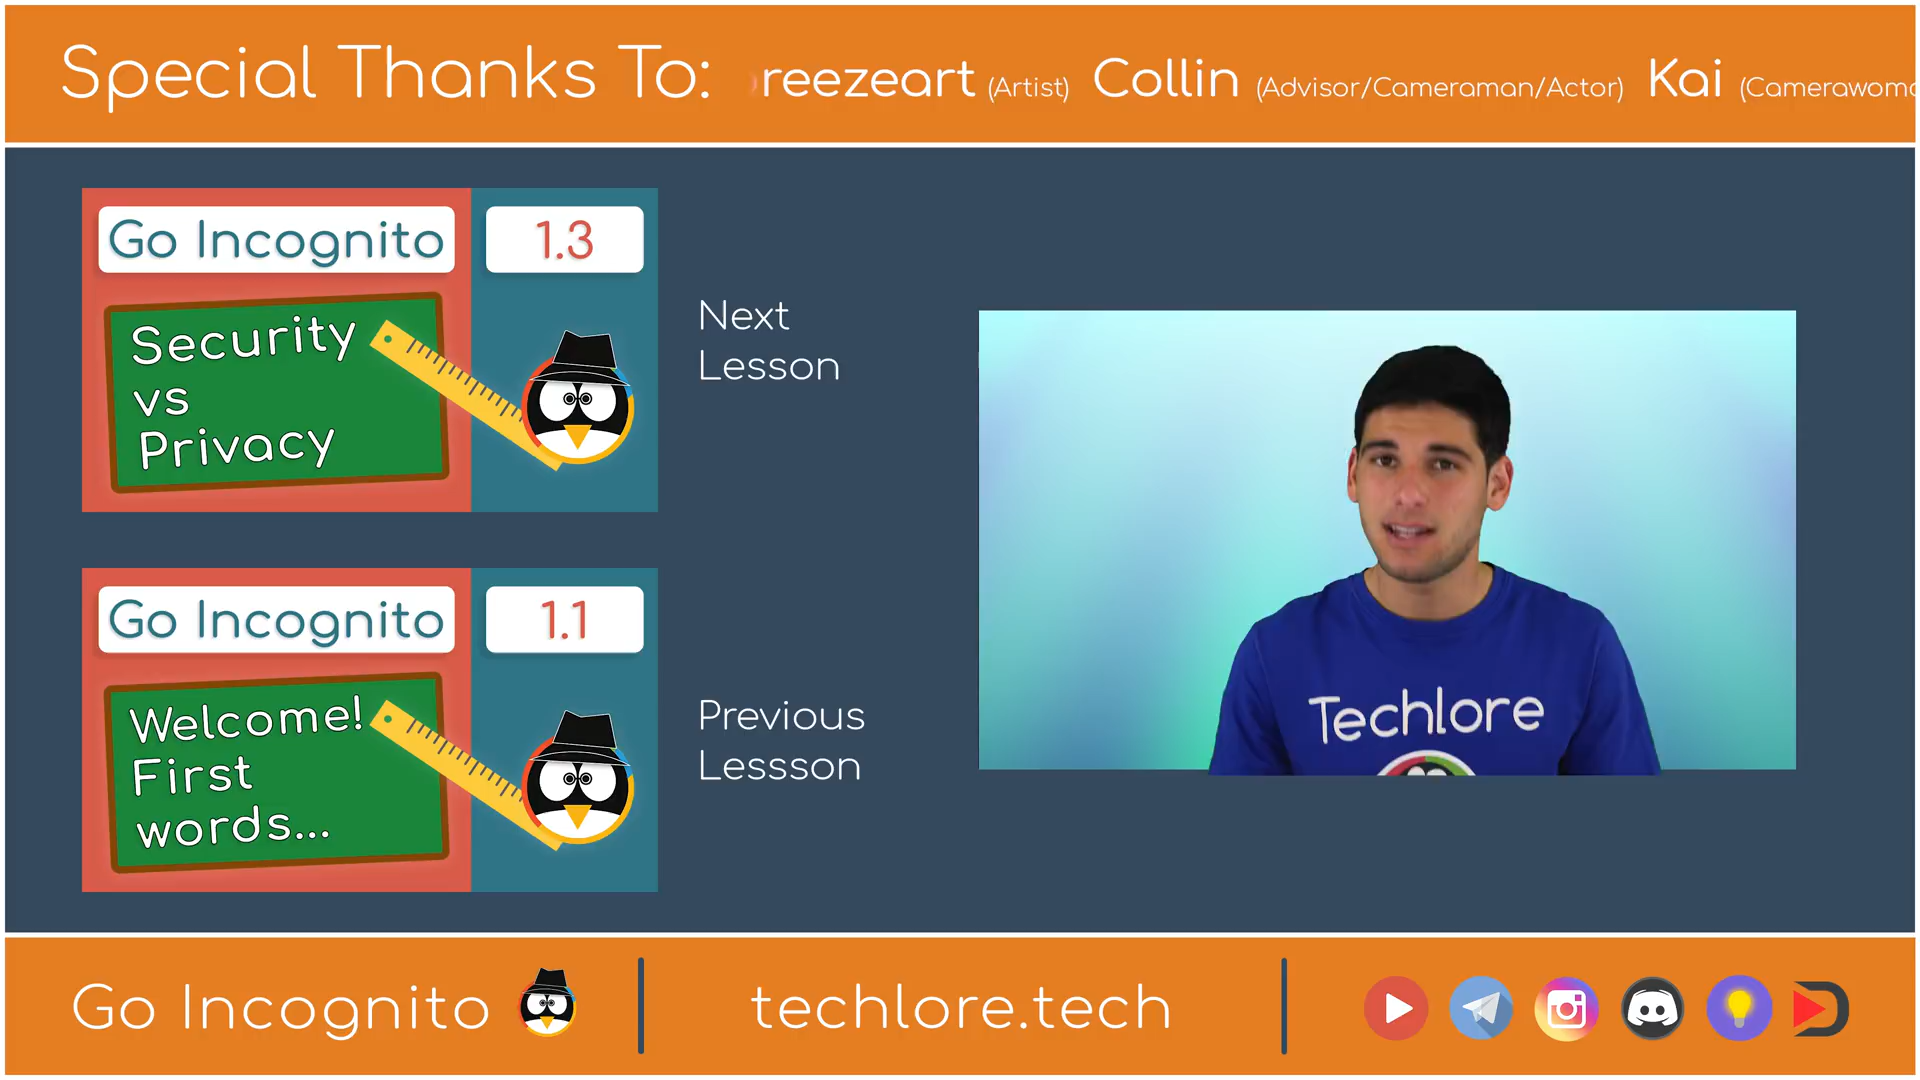 Special Thanks To: reezeart (Artist) Collin (Advisor/Cameraman/Actor) Kai
Go Incognito
1.3
Security
vs
Privacy
Next
Lesson
Go Incognito
1.1
Welcome!
First
words...
Previous
Lessson
Techlore
Go Incognito
techlore.tech